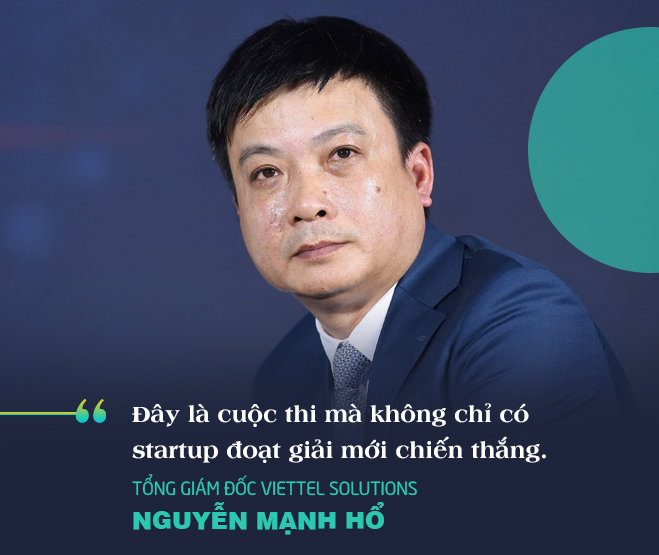 Đây là cuộc thi mà không chỉ có
startup đoạt giải mới chiến thắng.
TỔNG GIÁM ĐỐC VIETTEL SOLUTIONS
NGUYỄN MẠNH HỔ